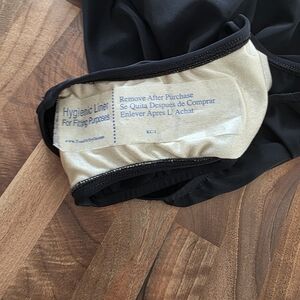 Hygienic Liner
For Fitting Purposes
Remove After Purchase
Se Quita Despues de Comprar
Enlever Apres L' Achat